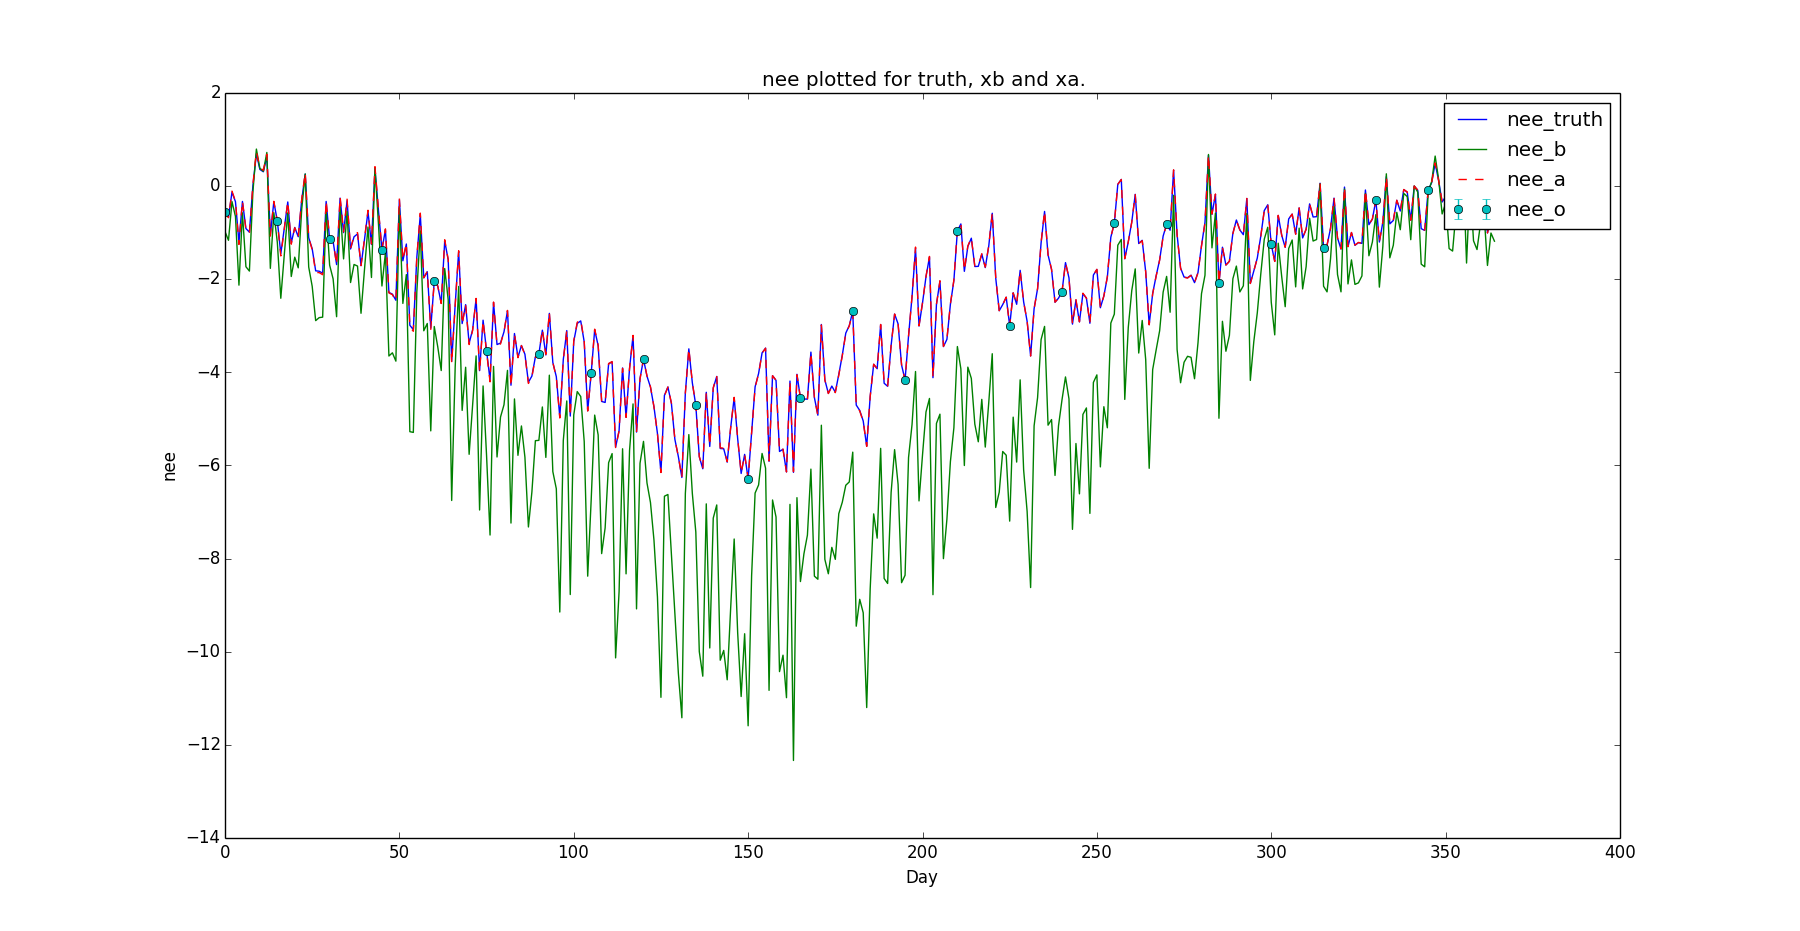 nee plotted for truth, xb and xa.
nee_truth
nee_b
nee_a
nee_o
2
0
−2
−4
−6
−8
−10
−12
−14
nee
0 50 100 150 200 250 300 350 400
Day